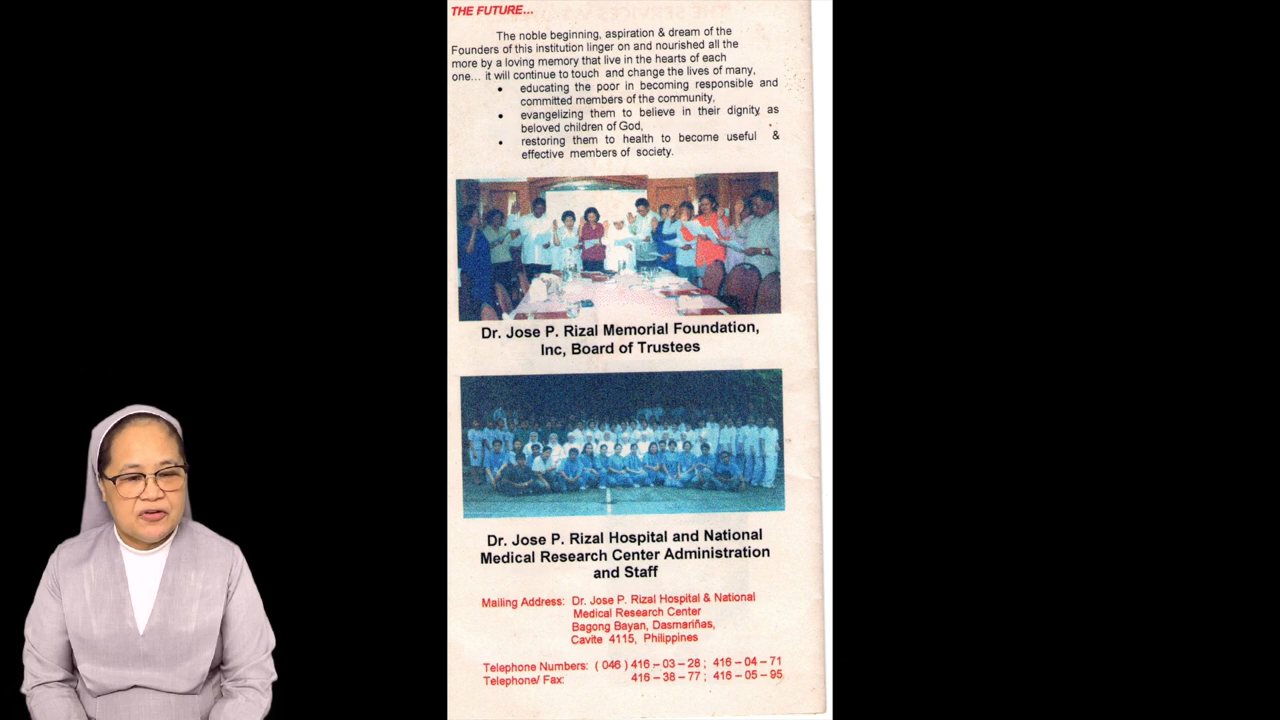 THE FUTURE...
The noble beginning, aspiration & dream of the
Founders of this institution linger on and nourished all the
more by a loving memory that live in the hearts of each
one... it will continue to touch and change the lives of many,
• educating the poor in becoming responsible and
committed members of the community,
• evangelizing them to believe in their dignity as
beloved children of God,
• restoring them to health to become useful &
effective members of society.
Dr. Jose P. Rizal Memorial Foundation,
Inc, Board of Trustees
Dr. Jose P. Rizal Hospital and National
Medical Research Center Administration
and Staff
Mailing Address: Dr. Jose P. Rizal Hospital & National
Medical Research Center
Bagong Bayan, Dasmariñas,
Cavite 4115, Philippines
Telephone Numbers: ( 046 ) 416 – 03 – 28 ; 416 – 04 – 71
Telephone/ Fax: 416 – 38 – 77 ; 416 – 05 – 95